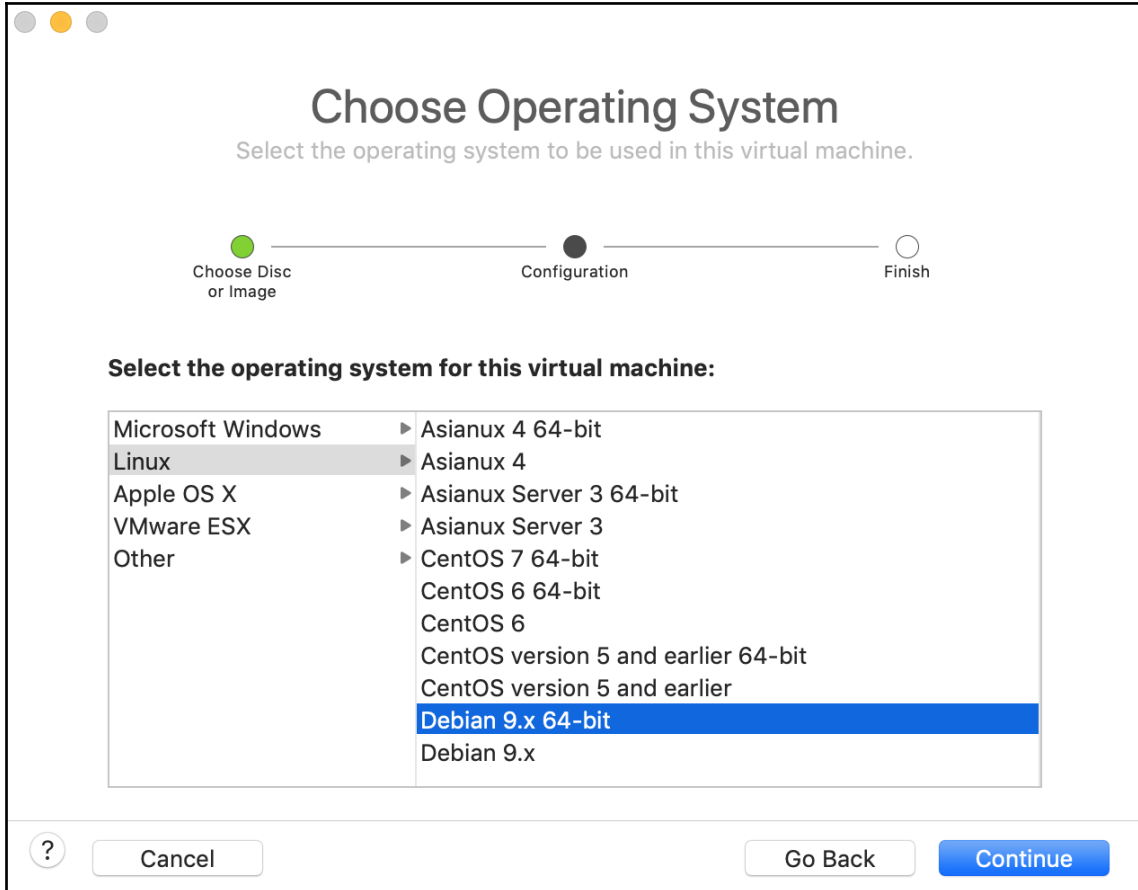 Choose Operating System
Select the operating system to be used in this virtual machine.
Choose Disc
or Image
Configuration
Finish
Select the operating system for this virtual machine:
Microsoft Windows
Linux
Apple OS X
VMware ESX
Other
Asianux 4 64-bit
Asianux 4
Asianux Server 3 64-bit
Asianux Server 3
CentOS 7 64-bit
CentOS 6 64-bit
CentOS 6
CentOS version 5 and earlier 64-bit
CentOS version 5 and earlier
Debian 9.x 64-bit
Debian 9.x
?
Cancel
Go Back
Continue